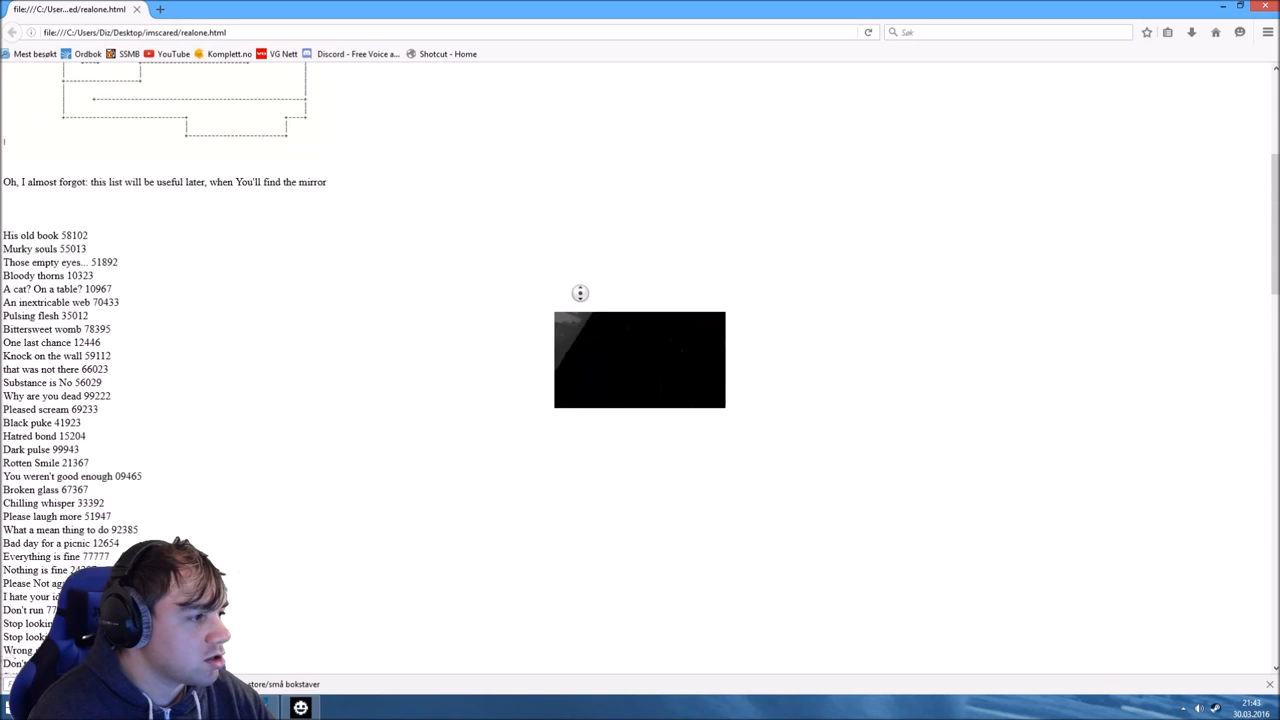 file:///C:/User...ed/realone.html
file:///C:/Users/Diz/Desktop/imscared/realone.html
Søk
Mest besøkt Ordbok SSMB YouTube Komplett.no VG Nett Discord - Free Voice a... Shotcut - Home
Oh, I almost forgot: this list will be useful later, when You'll find the mirror
His old book 58102
Murky souls 55013
Those empty eyes... 51892
Bloody thorns 10323
A cat? On a table? 10967
An inextricable web 70433
Pulsing flesh 35012
Bittersweet womb 78395
One last chance 12446
Knock on the wall 59112
that was not there 66023
Substance is No 56029
Why are you dead 99222
Pleased scream 69233
Black puke 41923
Hatred bond 15204
Dark pulse 99943
Rotten Smile 21367
You weren't good enough 09465
Broken glass 67367
Chilling whisper 33392
Please laugh more 51947
What a mean thing to do 92385
Bad day for a picnic 12654
Everything is fine 77777
Nothing is fine
Please Not
I hate your
Don't run
Stop
Stop
Wrong
Don't
store/små bokstaver
21:43
30.03.2016